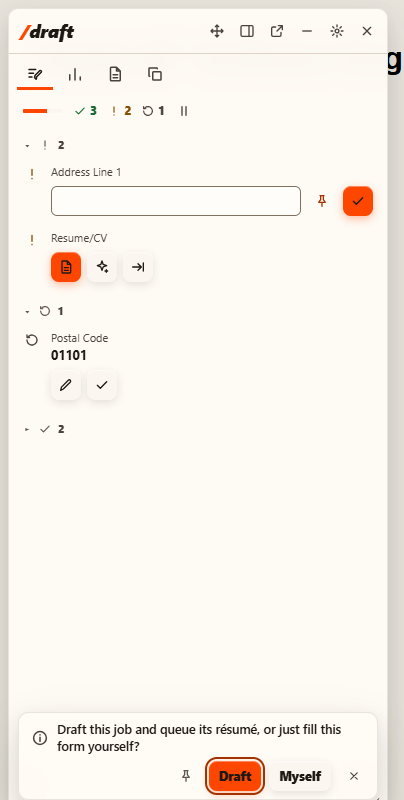 /draft
g
3 2 1
2
Address Line 1
Resume/CV
1
Postal Code
01101
2
Draft this job and queue its résumé, or just fill this
form yourself?
Draft Myself